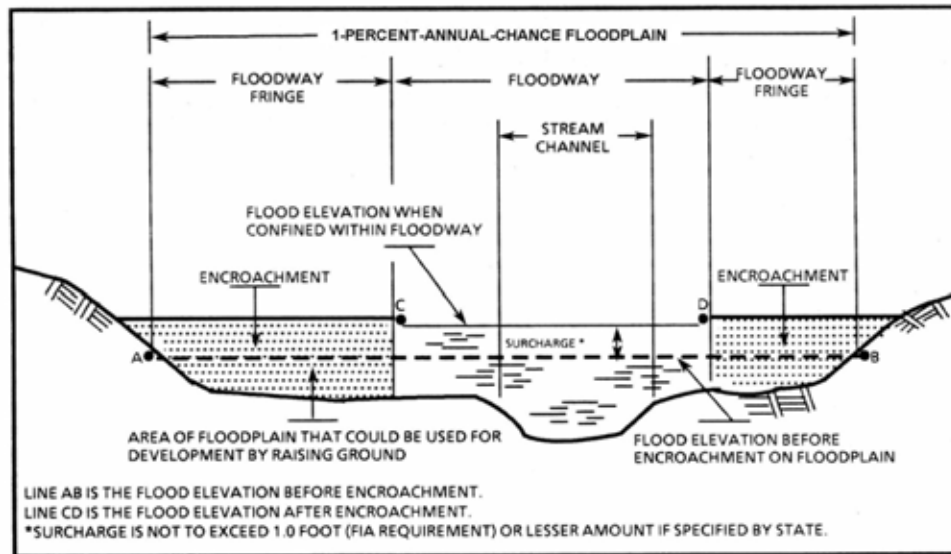 1-PERCENT-ANNUAL-CHANCE FLOODPLAIN
FLOODWAY
FRINGE
FLOODWAY
FLOODWAY
FRINGE
STREAM
CHANNEL
FLOOD ELEVATION WHEN
CONFINED WITHIN FLOODWAY
ENCROACHMENT
ENCROACHMENT
C
D
SURCHARGE *
A
B
AREA OF FLOODPLAIN THAT COULD BE USED FOR
DEVELOPMENT BY RAISING GROUND
FLOOD ELEVATION BEFORE
ENCROACHMENT ON FLOODPLAIN
LINE AB IS THE FLOOD ELEVATION BEFORE ENCROACHMENT.
LINE CD IS THE FLOOD ELEVATION AFTER ENCROACHMENT.
*SURCHARGE IS NOT TO EXCEED 1.0 FOOT (FIA REQUIREMENT) OR LESSER AMOUNT IF SPECIFIED BY STATE.